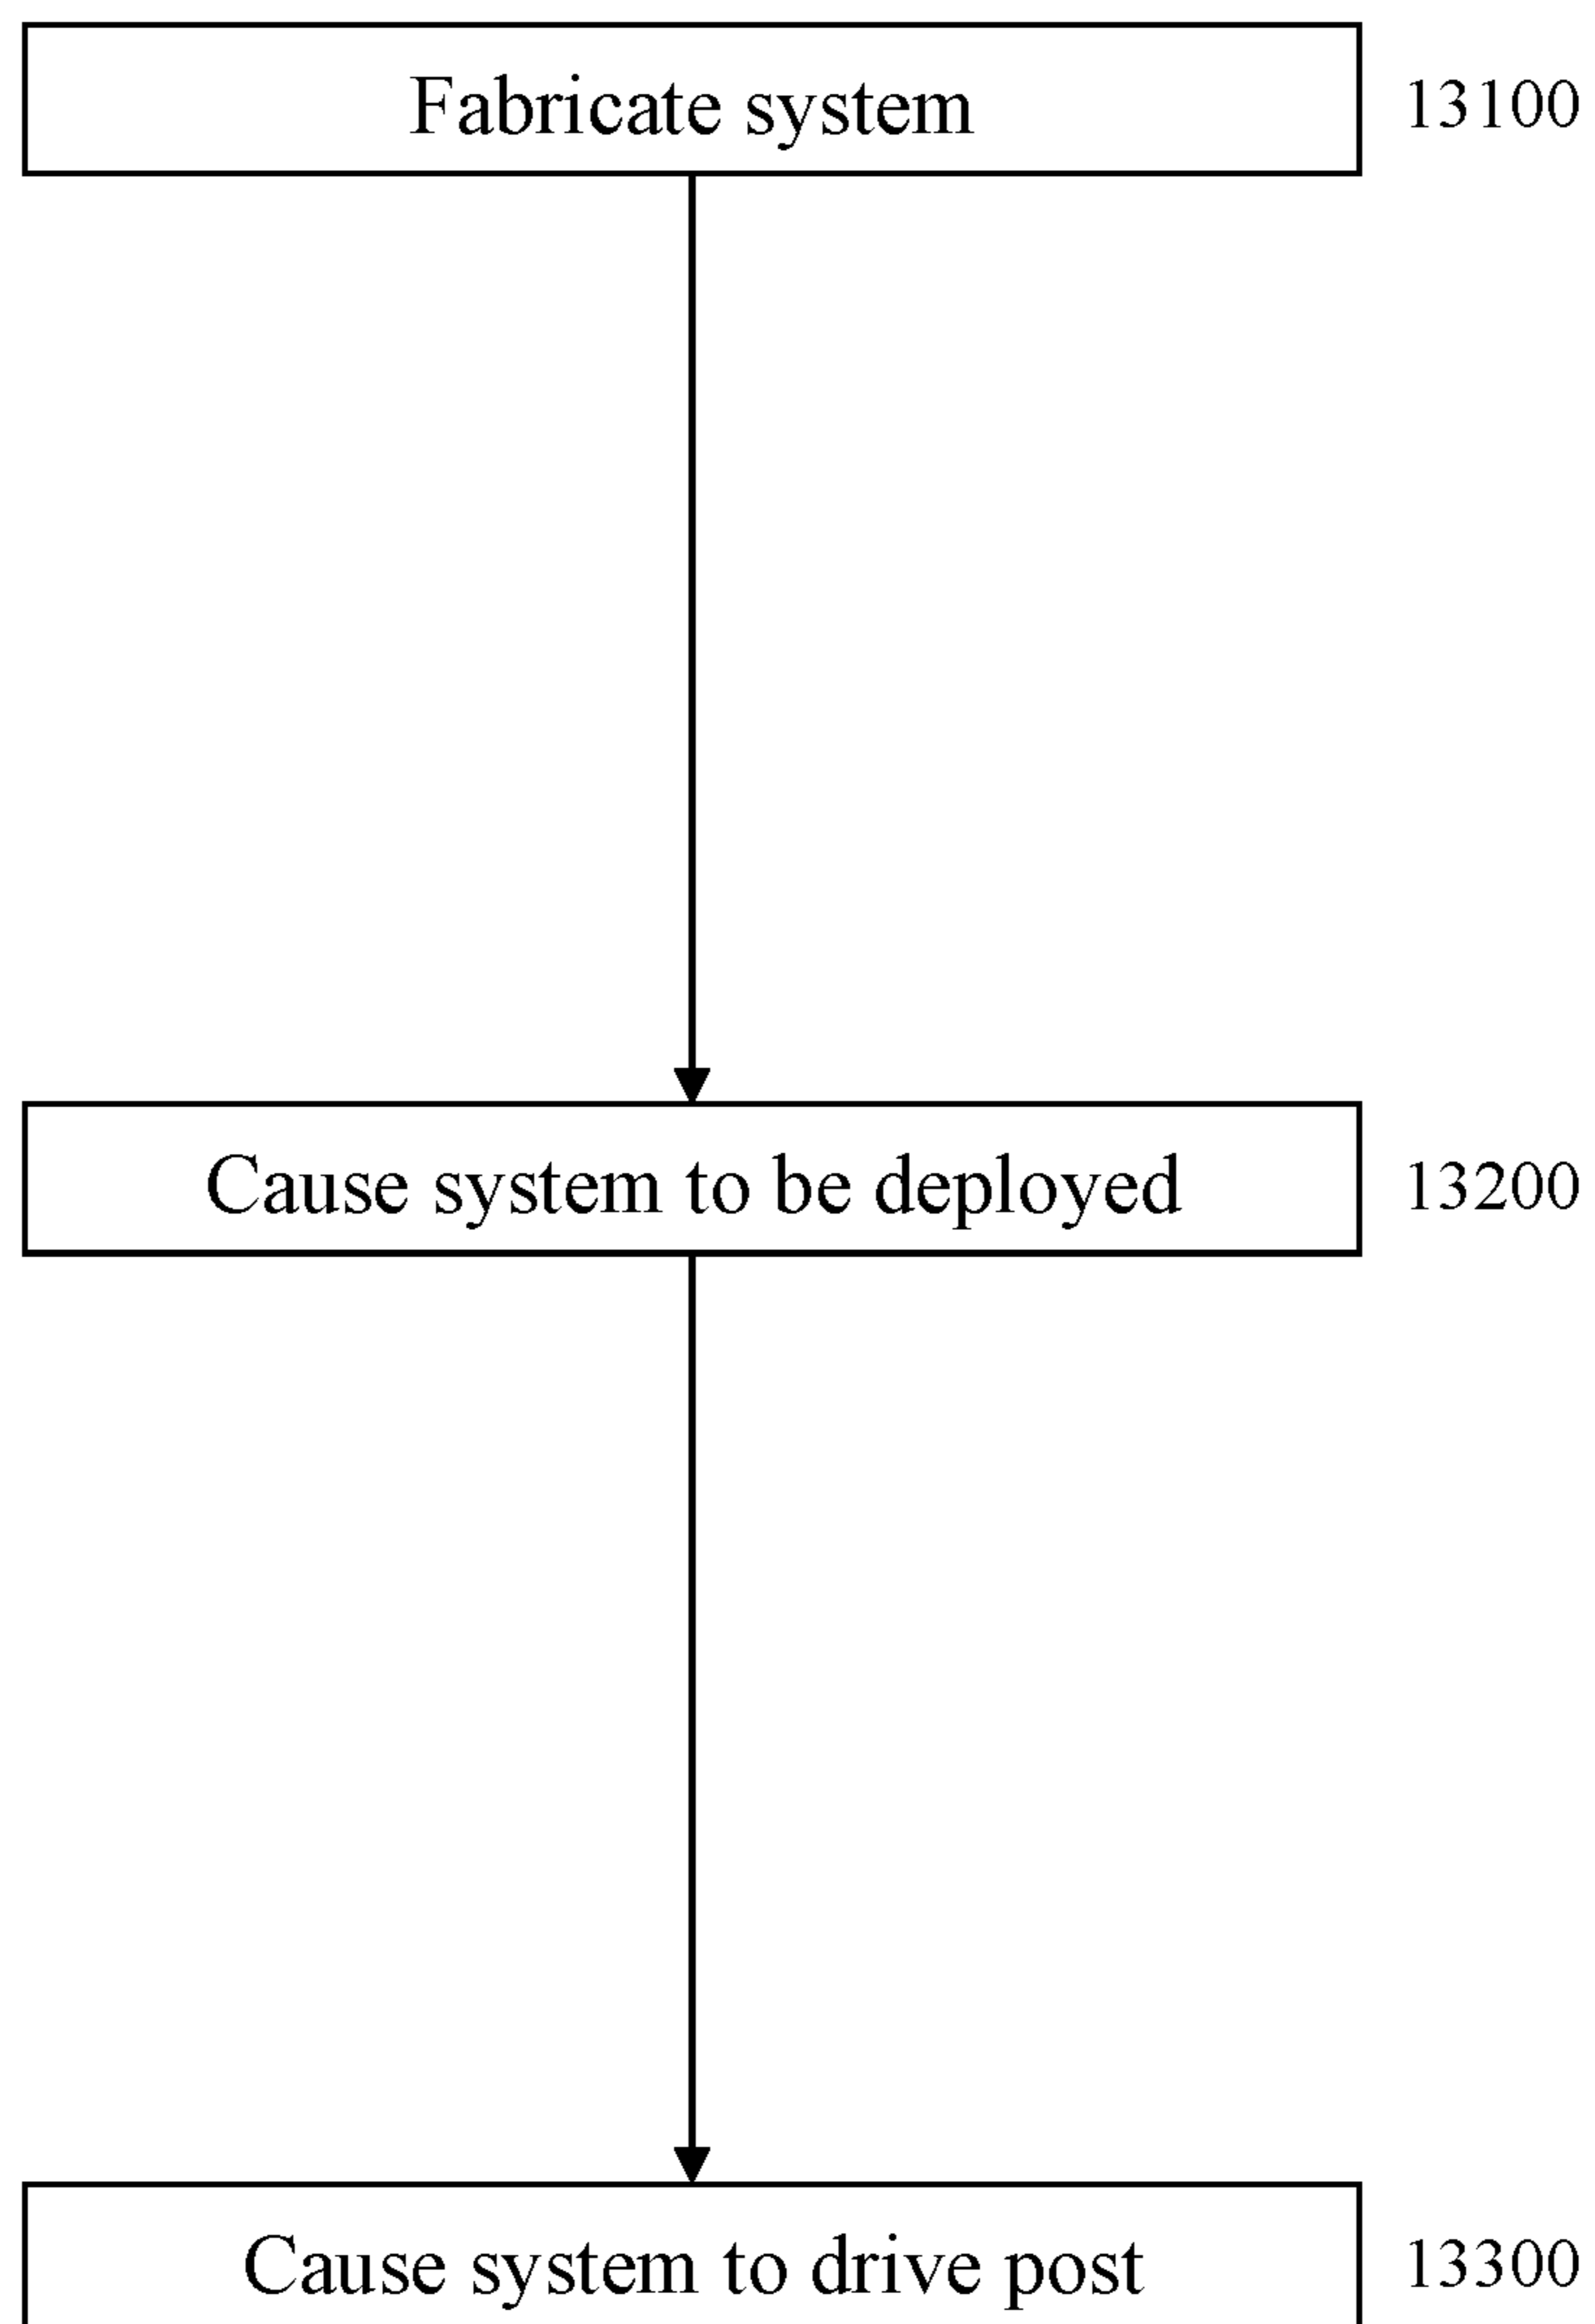 Fabricate system 13100
Cause system to be deployed 13200
Cause system to drive post 13300